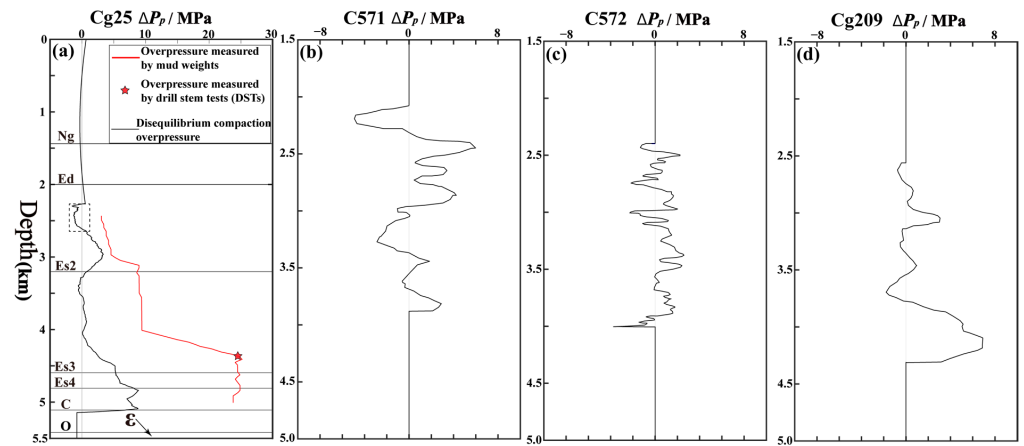 Cg25 ΔPp / MPa
0 10 20 30
(a)
Overpressure measured
by mud weights
Overpressure measured
by drill stem tests (DSTs)
Disequilibrium compaction
overpressure
Depth(km)
0
1
Ng
Ed
2
3
Es2
4
Es3
Es4
5
C
O
ε
5.5
C571 ΔPp / MPa
−8 0 8
(b)
1.5
2.5
3.5
4.5
5.0
C572 ΔPp / MPa
−8 0 8
(c)
1.5
2.5
3.5
4.5
5.0
Cg209 ΔPp / MPa
−8 0 8
(d)
1.5
2.5
3.5
4.5
5.0